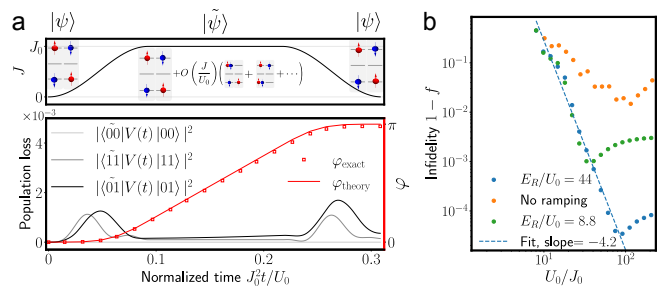 a
|ψ⟩
|ψ̃⟩
|ψ⟩
J
J₀
0
+O (J/U₀) ( + + ⋯ )
×10⁻³
Population loss
4
2
0
|⟨0̃0|V(t) |00⟩|²
|⟨1̃1|V(t) |11⟩|²
|⟨0̃1|V(t) |01⟩|²
φexact
φtheory
π
φ
0
0
0.1
0.2
0.3
Normalized time J₀²t/U₀
b
Infidelity 1 − f
10⁻¹
10⁻²
10⁻³
10⁻⁴
E_R/U₀ = 44
No ramping
E_R/U₀ = 8.8
Fit, slope= −4.2
10¹
10²
U₀/J₀